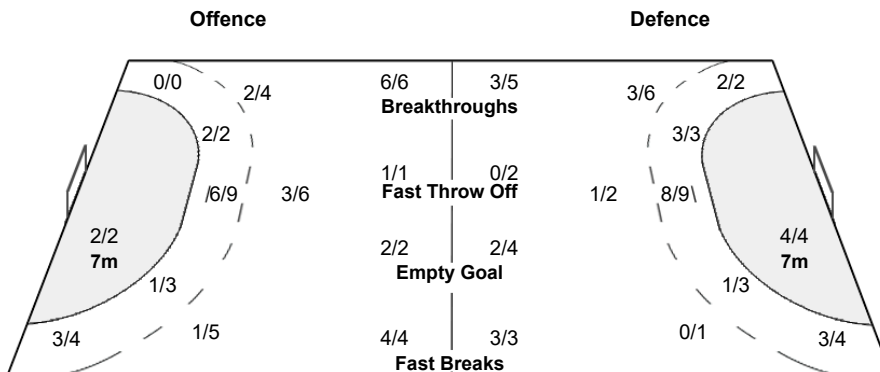 Offence Defence
0/0 2/4 6/6 3/5 3/6 2/2
Breakthroughs
2/2 3/3
1/1 0/2
Fast Throw Off
6/9 3/6 1/2 8/9
2/2 2/2 2/4 4/4
7m Empty Goal 7m
1/3 1/3
3/4 1/5 4/4 3/3 0/1 3/4
Fast Breaks